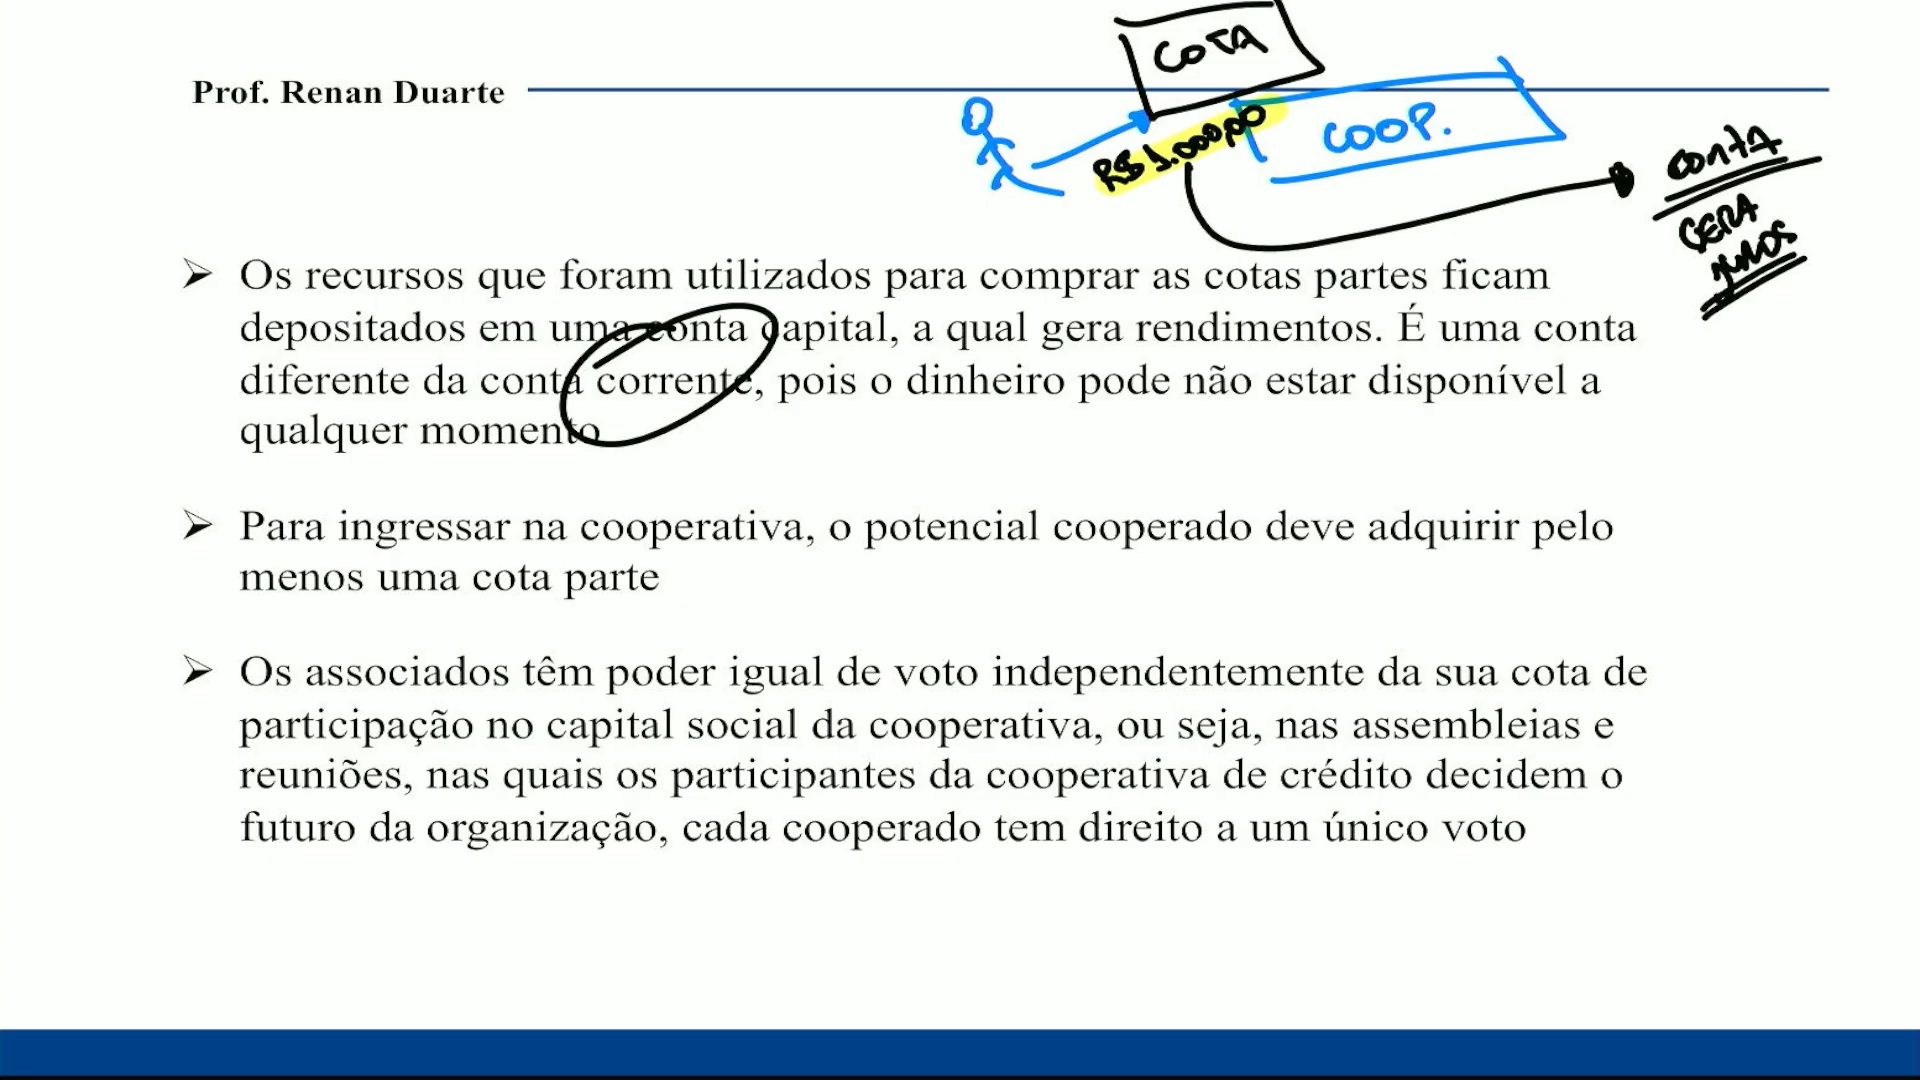 COTA
Prof. Renan Duarte
R$ 1.000,00
COOP.
CONTA
GERA
JUROS
➤ Os recursos que foram utilizados para comprar as cotas partes ficam
depositados em uma conta capital, a qual gera rendimentos. É uma conta
diferente da conta corrente, pois o dinheiro pode não estar disponível a
qualquer momento
➤ Para ingressar na cooperativa, o potencial cooperado deve adquirir pelo
menos uma cota parte
➤ Os associados têm poder igual de voto independentemente da sua cota de
participação no capital social da cooperativa, ou seja, nas assembleias e
reuniões, nas quais os participantes da cooperativa de crédito decidem o
futuro da organização, cada cooperado tem direito a um único voto